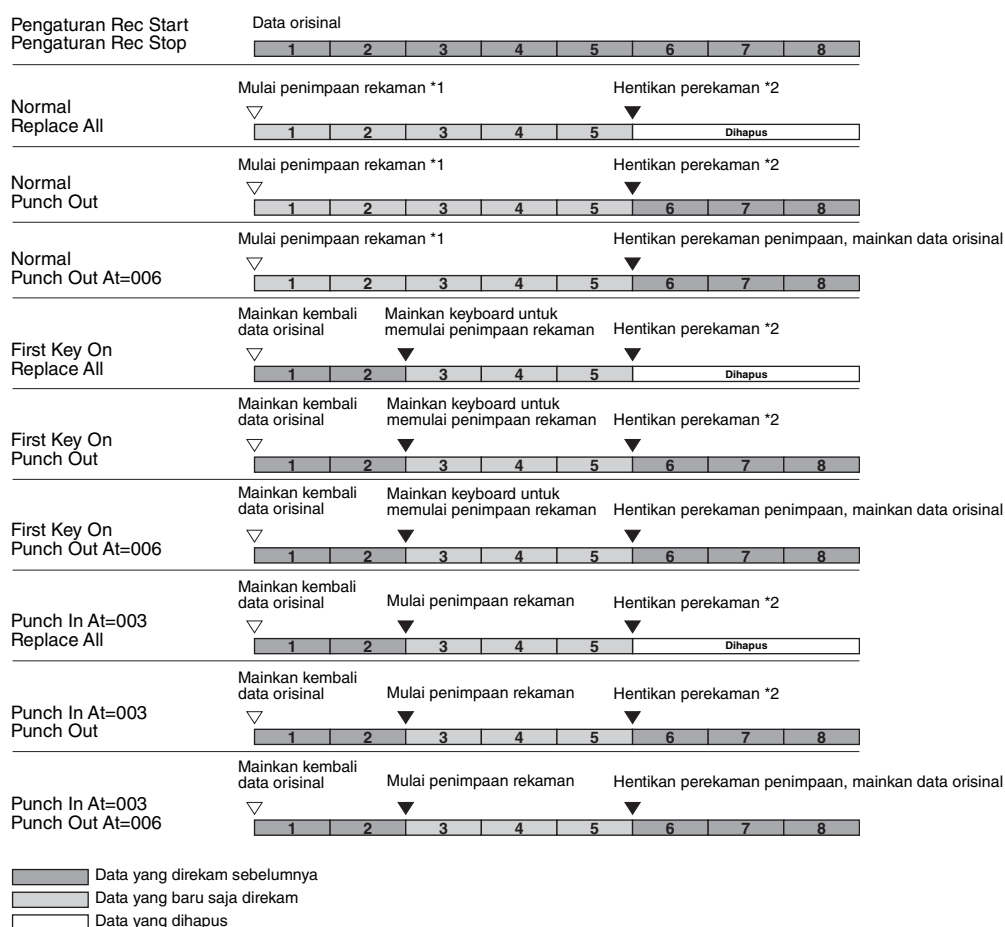 Pengaturan Rec Start
Pengaturan Rec Stop
Data orisinal
1 2 3 4 5 6 7 8
Normal
Replace All
Mulai penimpaan rekaman *1
Hentikan perekaman *2
1 2 3 4 5 Dihapus
Normal
Punch Out
Mulai penimpaan rekaman *1
Hentikan perekaman *2
1 2 3 4 5 6 7 8
Normal
Punch Out At=006
Mulai penimpaan rekaman *1
Hentikan perekaman penimpaan, mainkan data orisinal
1 2 3 4 5 6 7 8
First Key On
Replace All
Mainkan kembali
data orisinal
Mainkan keyboard untuk
memulai penimpaan rekaman
Hentikan perekaman *2
1 2 3 4 5 Dihapus
First Key On
Punch Out
Mainkan kembali
data orisinal
Mainkan keyboard untuk
memulai penimpaan rekaman
Hentikan perekaman *2
1 2 3 4 5 6 7 8
First Key On
Punch Out At=006
Mainkan kembali
data orisinal
Mainkan keyboard untuk
memulai penimpaan rekaman
Hentikan perekaman penimpaan, mainkan data orisinal
1 2 3 4 5 6 7 8
Punch In At=003
Replace All
Mainkan kembali
data orisinal
Mulai penimpaan rekaman
Hentikan perekaman *2
1 2 3 4 5 Dihapus
Punch In At=003
Punch Out
Mainkan kembali
data orisinal
Mulai penimpaan rekaman
Hentikan perekaman *2
1 2 3 4 5 6 7 8
Punch In At=003
Punch Out At=006
Mainkan kembali
data orisinal
Mulai penimpaan rekaman
Hentikan perekaman penimpaan, mainkan data orisinal
1 2 3 4 5 6 7 8
Data yang direkam sebelumnya
Data yang baru saja direkam
Data yang dihapus